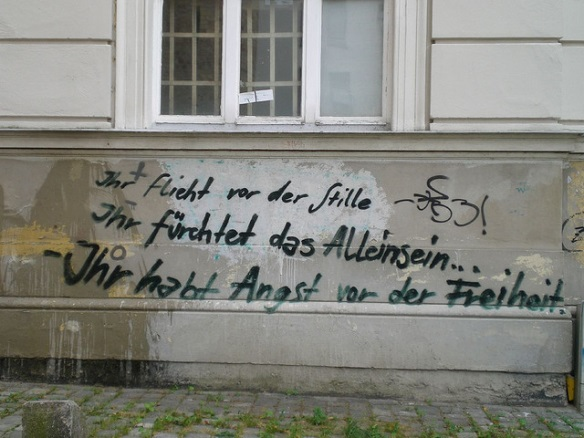 Ihr flieht vor der Stille
Ihr fürchtet das Alleinsein...
- Ihr habt Angst vor der Freiheit.